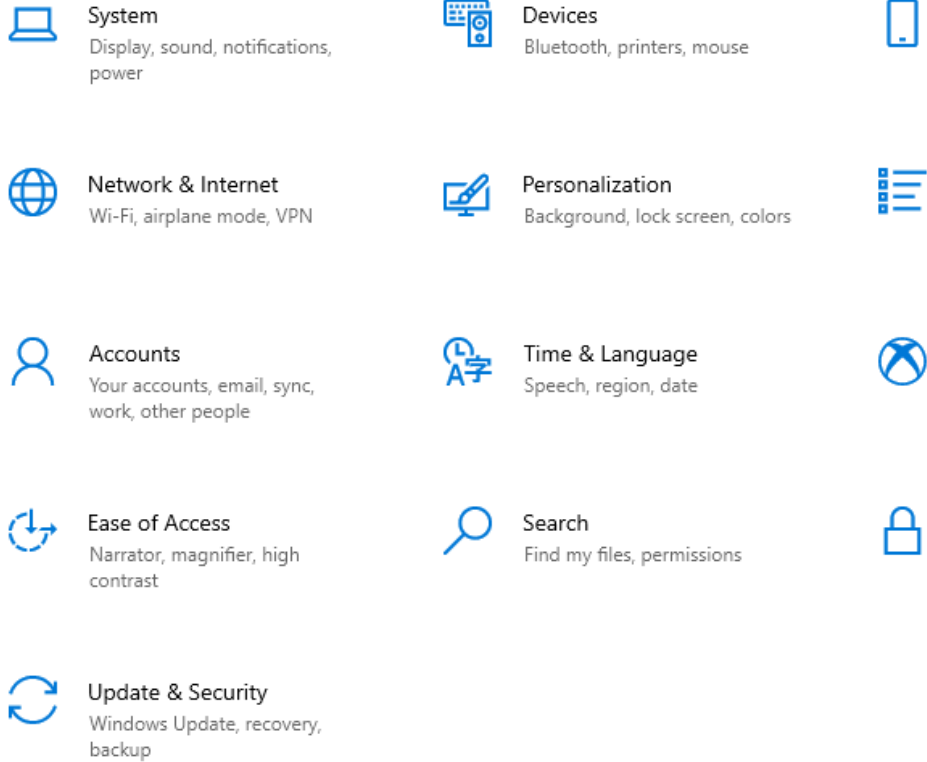 System
Display, sound, notifications,
power
Devices
Bluetooth, printers, mouse
Network & Internet
Wi-Fi, airplane mode, VPN
Personalization
Background, lock screen, colors
Accounts
Your accounts, email, sync,
work, other people
Time & Language
Speech, region, date
Ease of Access
Narrator, magnifier, high
contrast
Search
Find my files, permissions
Update & Security
Windows Update, recovery,
backup